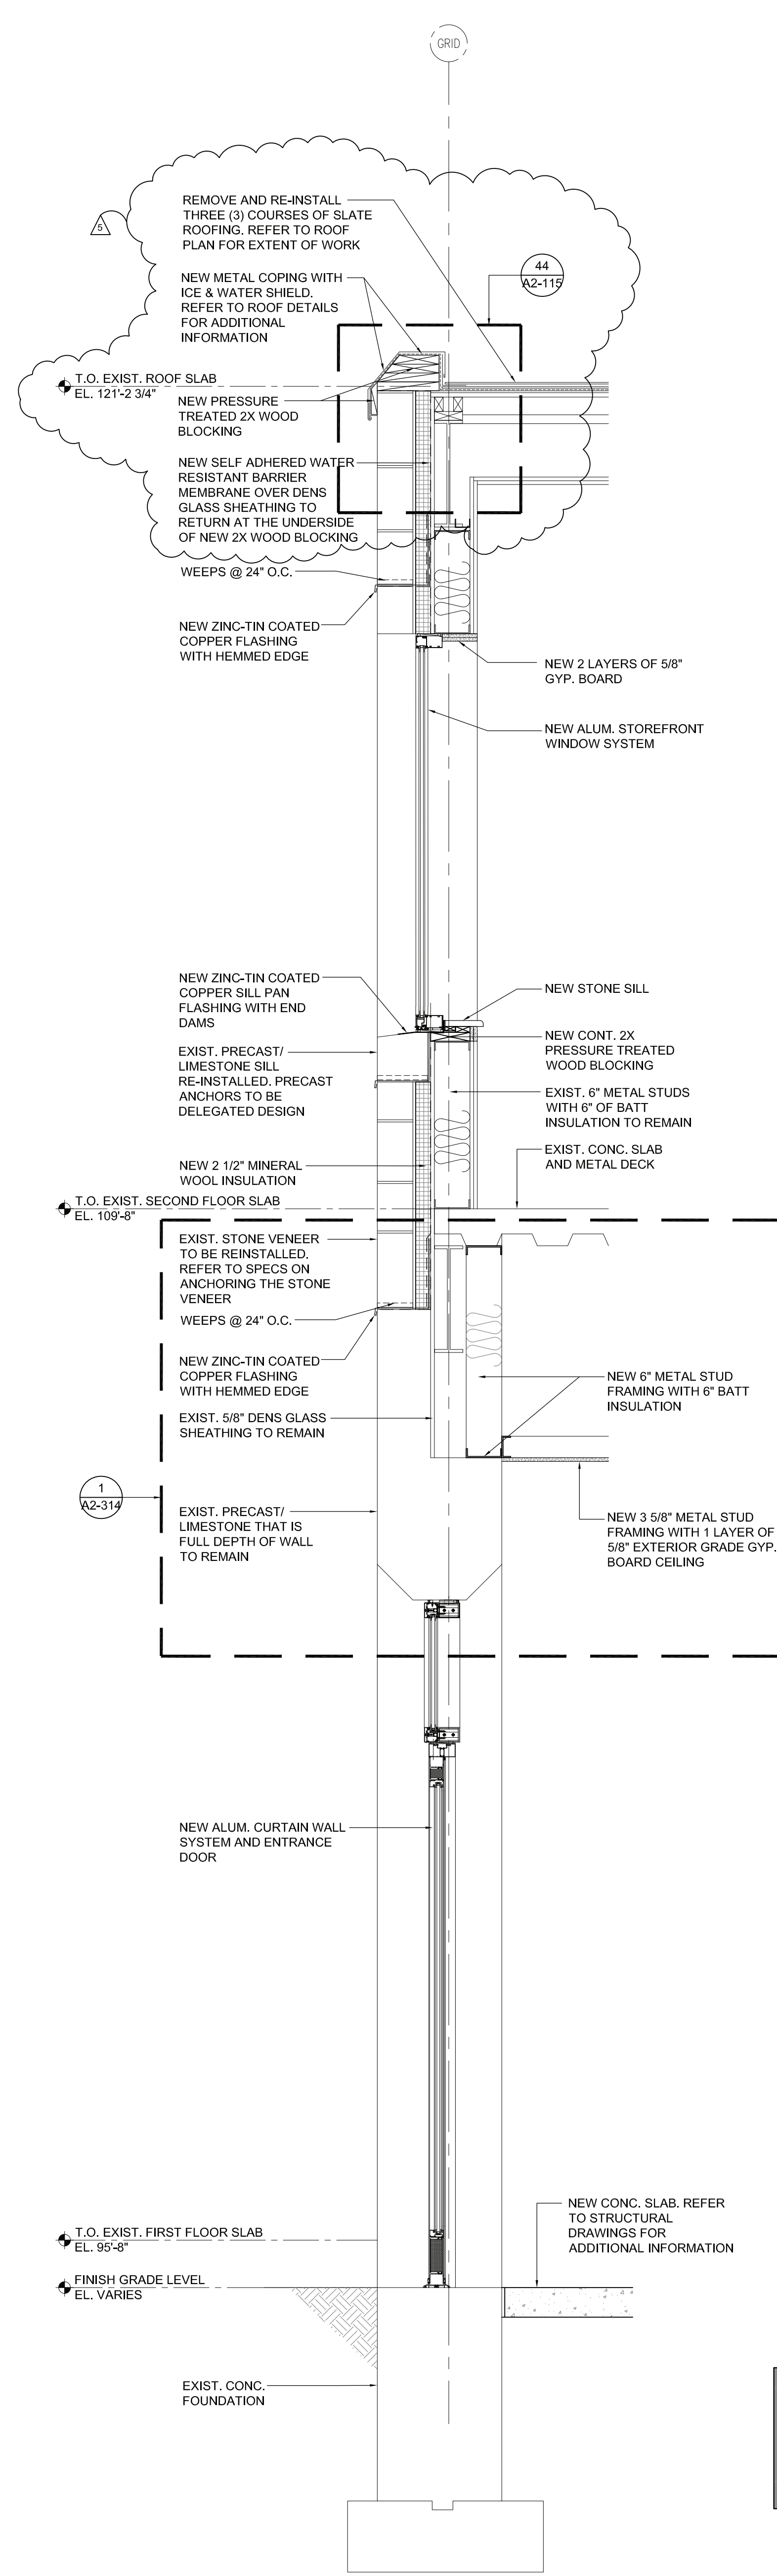 GRID
REMOVE AND RE-INSTALL
THREE (3) COURSES OF SLATE
ROOFING. REFER TO ROOF
PLAN FOR EXTENT OF WORK
5
44
A2-115
NEW METAL COPING WITH
ICE & WATER SHIELD.
REFER TO ROOF DETAILS
FOR ADDITIONAL
INFORMATION
T.O. EXIST. ROOF SLAB
EL. 121'-2 3/4"
NEW PRESSURE
TREATED 2X WOOD
BLOCKING
NEW SELF ADHERED WATER
RESISTANT BARRIER
MEMBRANE OVER DENS
GLASS SHEATHING TO
RETURN AT THE UNDERSIDE
OF NEW 2X WOOD BLOCKING
WEEPS @ 24" O.C.
NEW ZINC-TIN COATED
COPPER FLASHING
WITH HEMMED EDGE
NEW 2 LAYERS OF 5/8"
GYP. BOARD
NEW ALUM. STOREFRONT
WINDOW SYSTEM
NEW ZINC-TIN COATED
COPPER SILL PAN
FLASHING WITH END
DAMS
NEW STONE SILL
EXIST. PRECAST/
LIMESTONE SILL
RE-INSTALLED. PRECAST
ANCHORS TO BE
DELEGATED DESIGN
NEW CONT. 2X
PRESSURE TREATED
WOOD BLOCKING
EXIST. 6" METAL STUDS
WITH 6" OF BATT
INSULATION TO REMAIN
EXIST. CONC. SLAB
AND METAL DECK
NEW 2 1/2" MINERAL
WOOL INSULATION
T.O. EXIST. SECOND FLOOR SLAB
EL. 109'-8"
EXIST. STONE VENEER
TO BE REINSTALLED.
REFER TO SPECS ON
ANCHORING THE STONE
VENEER
WEEPS @ 24" O.C.
NEW ZINC-TIN COATED
COPPER FLASHING
WITH HEMMED EDGE
NEW 6" METAL STUD
FRAMING WITH 6" BATT
INSULATION
EXIST. 5/8" DENS GLASS
SHEATHING TO REMAIN
1
A2-314
EXIST. PRECAST/
LIMESTONE THAT IS
FULL DEPTH OF WALL
TO REMAIN
NEW 3 5/8" METAL STUD
FRAMING WITH 1 LAYER OF
5/8" EXTERIOR GRADE GYP.
BOARD CEILING
NEW ALUM. CURTAIN WALL
SYSTEM AND ENTRANCE
DOOR
NEW CONC. SLAB. REFER
TO STRUCTURAL
DRAWINGS FOR
ADDITIONAL INFORMATION
T.O. EXIST. FIRST FLOOR SLAB
EL. 95'-8"
FINISH GRADE LEVEL
EL. VARIES
EXIST. CONC.
FOUNDATION